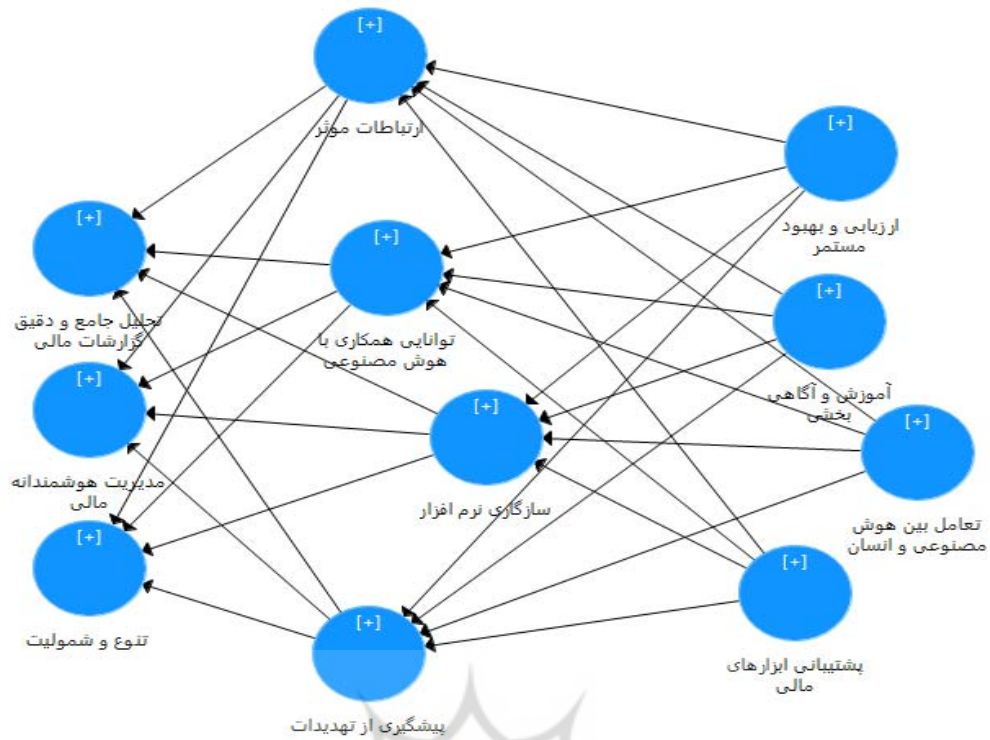 [+]
ارتباطات موثر
[+]
ارزیابی و بهبود
مستمر
[+]
تحلیل جامع و دقیق
گزارشات مالی
[+]
توانایی همکاری با
هوش مصنوعی
[+]
آموزش و آگاهی
بخشی
[+]
مدیریت هوشمندانه
مالی
[+]
سازگاری نرم افزار
[+]
تعامل بین هوش
مصنوعی و انسان
[+]
تنوع و شمولیت
[+]
پشتیبانی ابزارهای
مالی
[+]
پیشگیری از تهدیدات